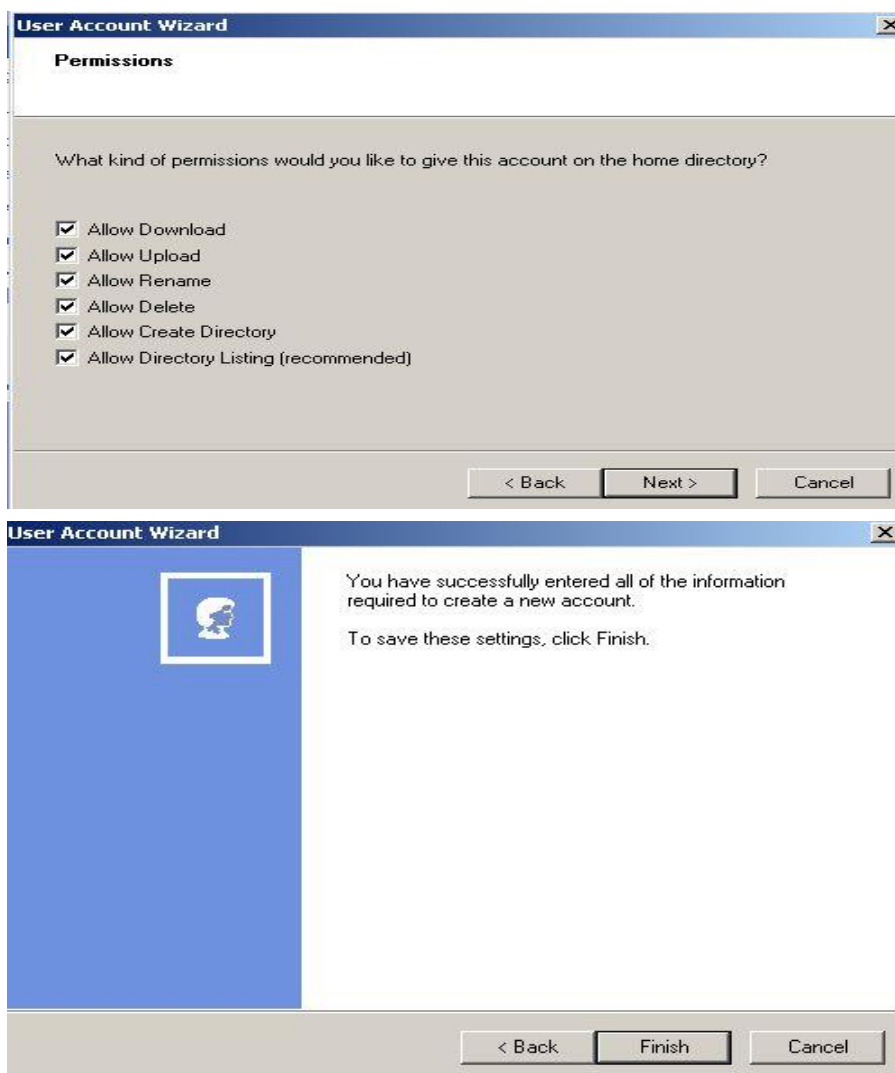 User Account Wizard
Permissions
What kind of permissions would you like to give this account on the home directory?
Allow Download
Allow Upload
Allow Rename
Allow Delete
Allow Create Directory
Allow Directory Listing (recommended)
< Back Next > Cancel
User Account Wizard
You have successfully entered all of the information
required to create a new account.
To save these settings, click Finish.
< Back Finish Cancel